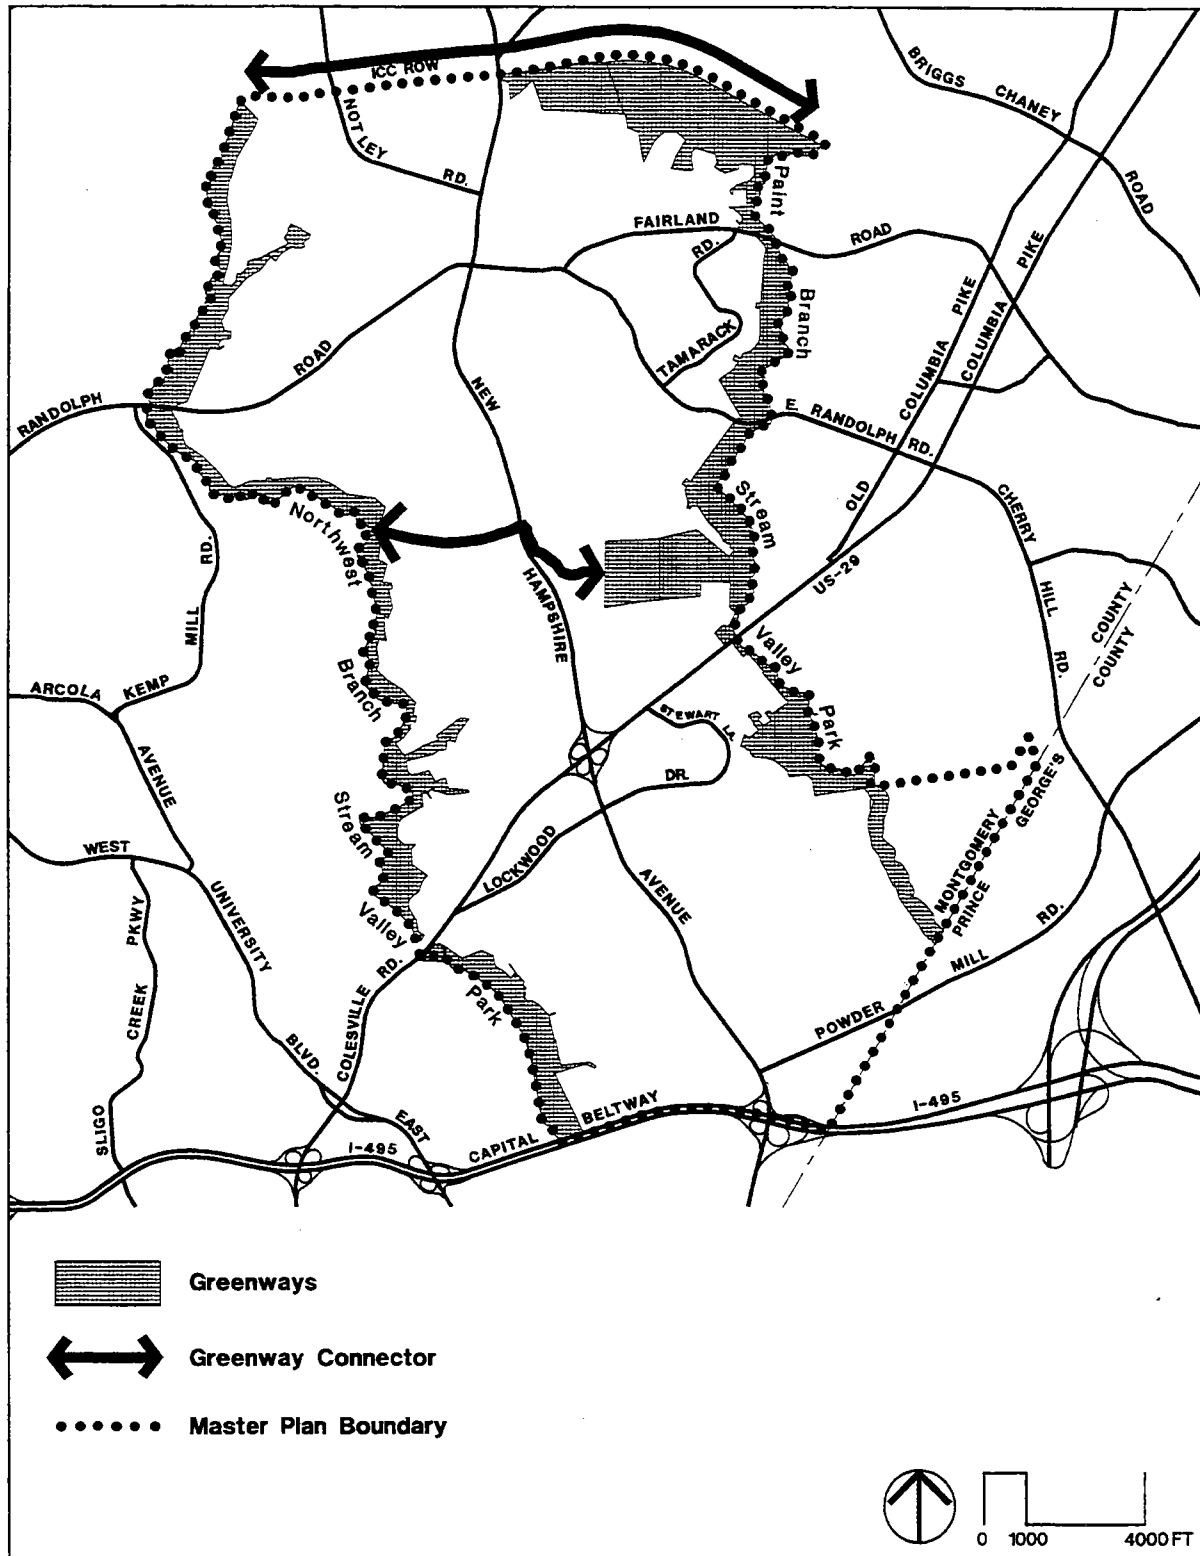 ICC ROW
NOTLEY
RD.
BRIGGS
CHANEY
ROAD
Paint
Branch
Stream
Valley
Park
FAIRLAND
ROAD
RD.
TAMARACK
RANDOLPH
ROAD
E. RANDOLPH RD.
NEW
HAMPSHIRE
AVENUE
OLD
COLUMBIA
PIKE
COLUMBIA
PIKE
US-29
CHERRY
HILL
RD.
COUNTY
COUNTY
MONTGOMERY
PRINCE
GEORGE'S
Northwest
Branch
Stream
Valley
Park
KEMP
MILL
RD.
ARCOLA
AVENUE
WEST
UNIVERSITY
BLVD.
EAST
SLIGO
CREEK
PKWY
COLESVILLE
RD.
LOCKWOOD
DR.
STEWART
LA.
POWDER
MILL
RD.
I-495
CAPITAL
BELTWAY
I-495
Greenways
Greenway Connector
Master Plan Boundary
0 1000 4000 FT